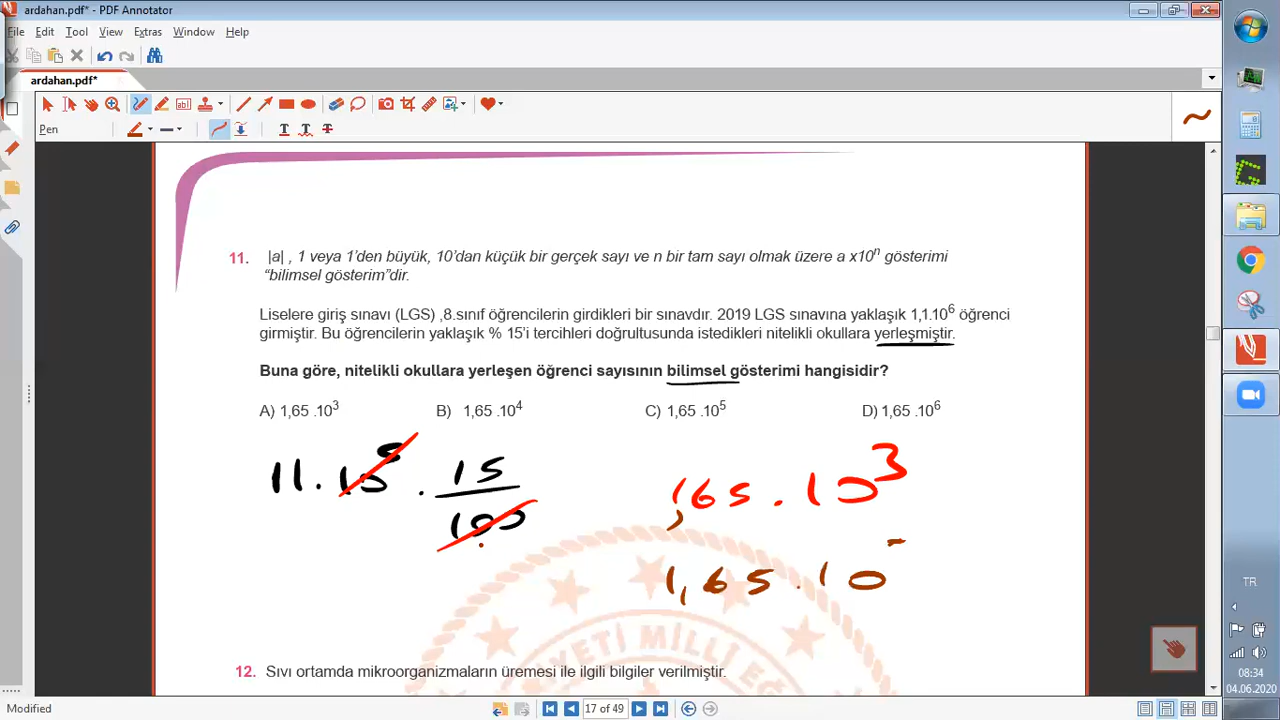 ardahan.pdf* - PDF Annotator
File Edit Tool View Extras Window Help
ardahan.pdf*
Pen
11. |a| , 1 veya 1'den büyük, 10'dan küçük bir gerçek sayı ve n bir tam sayı olmak üzere a x10ⁿ gösterimi
"bilimsel gösterim"dir.
Liselere giriş sınavı (LGS) ,8.sınıf öğrencilerin girdikleri bir sınavdır. 2019 LGS sınavına yaklaşık 1,1.10⁶ öğrenci
girmiştir. Bu öğrencilerin yaklaşık % 15'i tercihleri doğrultusunda istedikleri nitelikli okullara yerleşmiştir.
Buna göre, nitelikli okullara yerleşen öğrenci sayısının bilimsel gösterimi hangisidir?
A) 1,65 .10³ B) 1,65 .10⁴ C) 1,65 .10⁵ D) 1,65 .10⁶
11 . 10⁵ . 15/100
165 . 10³
1,65 . 10
12. Sıvı ortamda mikroorganizmaların üremesi ile ilgili bilgiler verilmiştir.
Modified
17 of 49
TR
08:34
04.06.2020